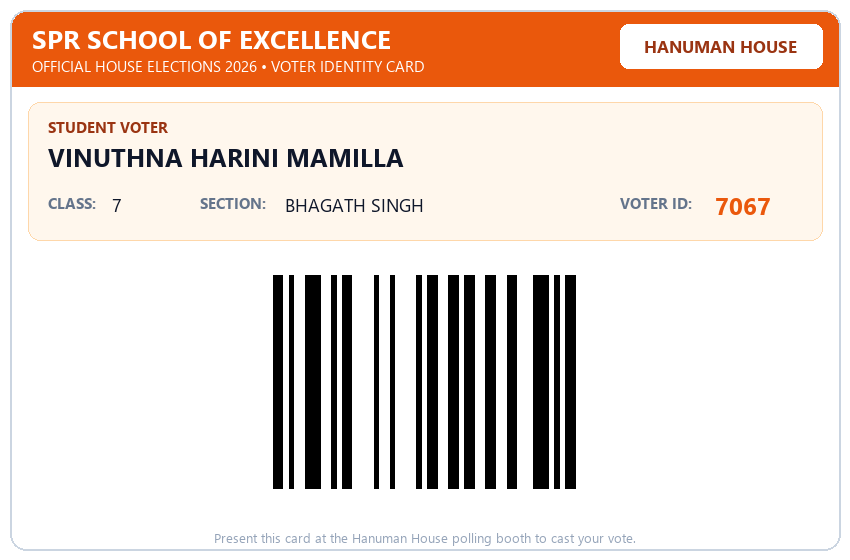 SPR SCHOOL OF EXCELLENCE
OFFICIAL HOUSE ELECTIONS 2026 • VOTER IDENTITY CARD
HANUMAN HOUSE
STUDENT VOTER
VINUTHNA HARINI MAMILLA
CLASS: 7 SECTION: BHAGATH SINGH VOTER ID: 7067
Present this card at the Hanuman House polling booth to cast your vote.